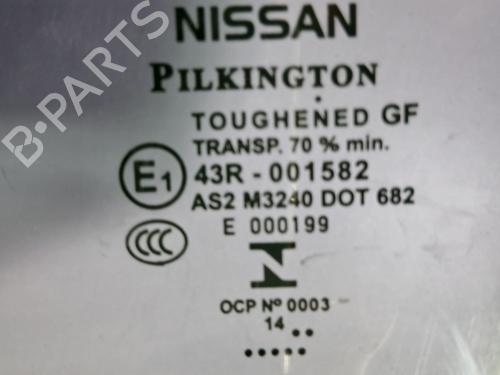 B-PARTS
NISSAN
PILKINGTON
TOUGHENED GF
TRANSP. 70 % min.
E1 43R - 001582
AS2 M3240 DOT 682
E 000199
CCC
N
OCP Nº 0003
14